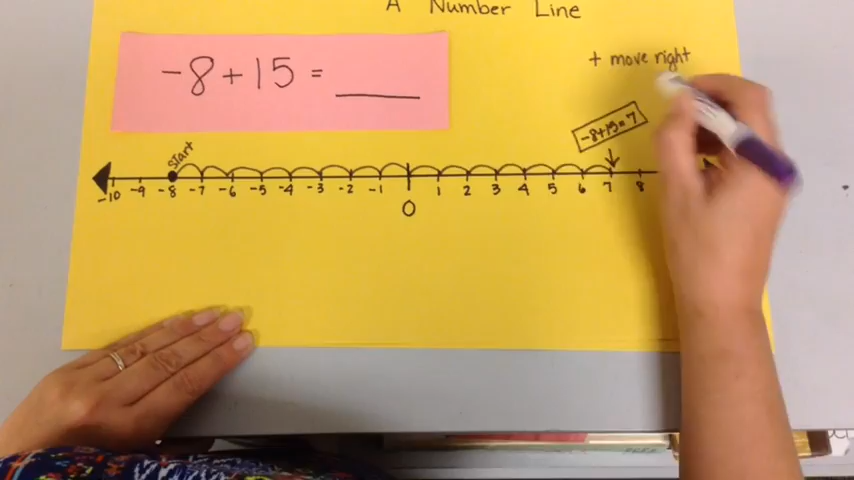 A Number Line
-8+15= ____
+ move right
-8+15=7
Start
-10 -9 -8 -7 -6 -5 -4 -3 -2 -1 1 2 3 4 5 6 7 8
0